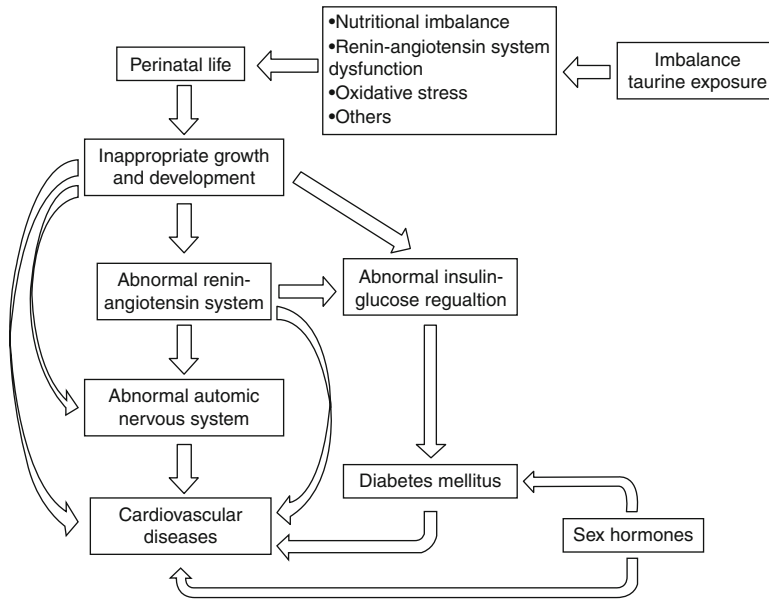 •Nutritional imbalance
•Renin-angiotensin system
dysfunction
•Oxidative stress
•Others
Imbalance
taurine exposure
Perinatal life
Inappropriate growth
and development
Abnormal renin-
angiotensin system
Abnormal insulin-
glucose regualtion
Abnormal automic
nervous system
Diabetes mellitus
Cardiovascular
diseases
Sex hormones